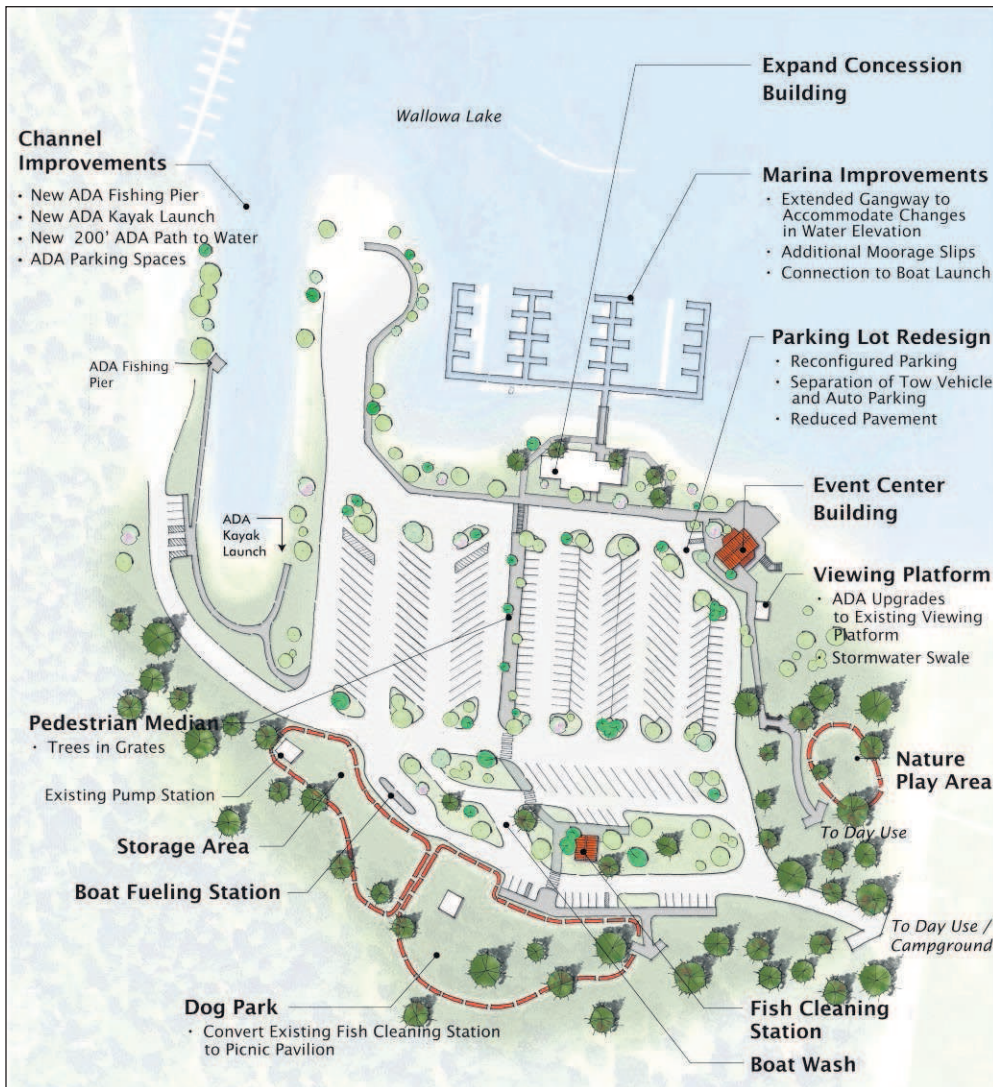 Wallowa Lake
Channel
Improvements
• New ADA Fishing Pier
• New ADA Kayak Launch
• New 200' ADA Path to Water
• ADA Parking Spaces
Expand Concession
Building
Marina Improvements
• Extended Gangway to
Accommodate Changes
in Water Elevation
• Additional Moorage Slips
• Connection to Boat Launch
Parking Lot Redesign
• Reconfigured Parking
• Separation of Tow Vehicle
and Auto Parking
• Reduced Pavement
ADA Fishing
Pier
ADA
Kayak
Launch
Event Center
Building
Viewing Platform
• ADA Upgrades
to Existing Viewing
Platform
• Stormwater Swale
Pedestrian Median
• Trees in Grates
Nature
Play Area
Existing Pump Station
To Day Use
Storage Area
Boat Fueling Station
To Day Use /
Campground
Dog Park
• Convert Existing Fish Cleaning Station
to Picnic Pavilion
Fish Cleaning
Station
Boat Wash